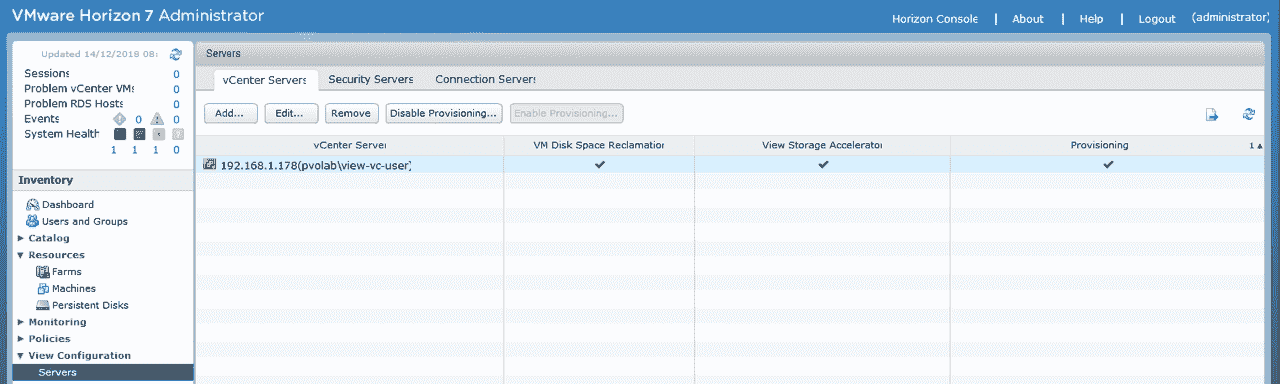 VMware Horizon 7 Administrator
Horizon Console | About | Help | Logout (administrator)
Updated 14/12/2018 08:
Sessions 0
Problem vCenter VMs 0
Problem RDS Hosts 0
Events 0 0
System Health
1 1 1 0
Inventory
Dashboard
Users and Groups
Catalog
Resources
Farms
Machines
Persistent Disks
Monitoring
Policies
View Configuration
Servers
Servers
vCenter Servers Security Servers Connection Servers
Add... Edit... Remove Disable Provisioning... Enable Provisioning...
vCenter Server VM Disk Space Reclamation View Storage Accelerator Provisioning 1
192.168.1.178(pvolab\view-vc-user)